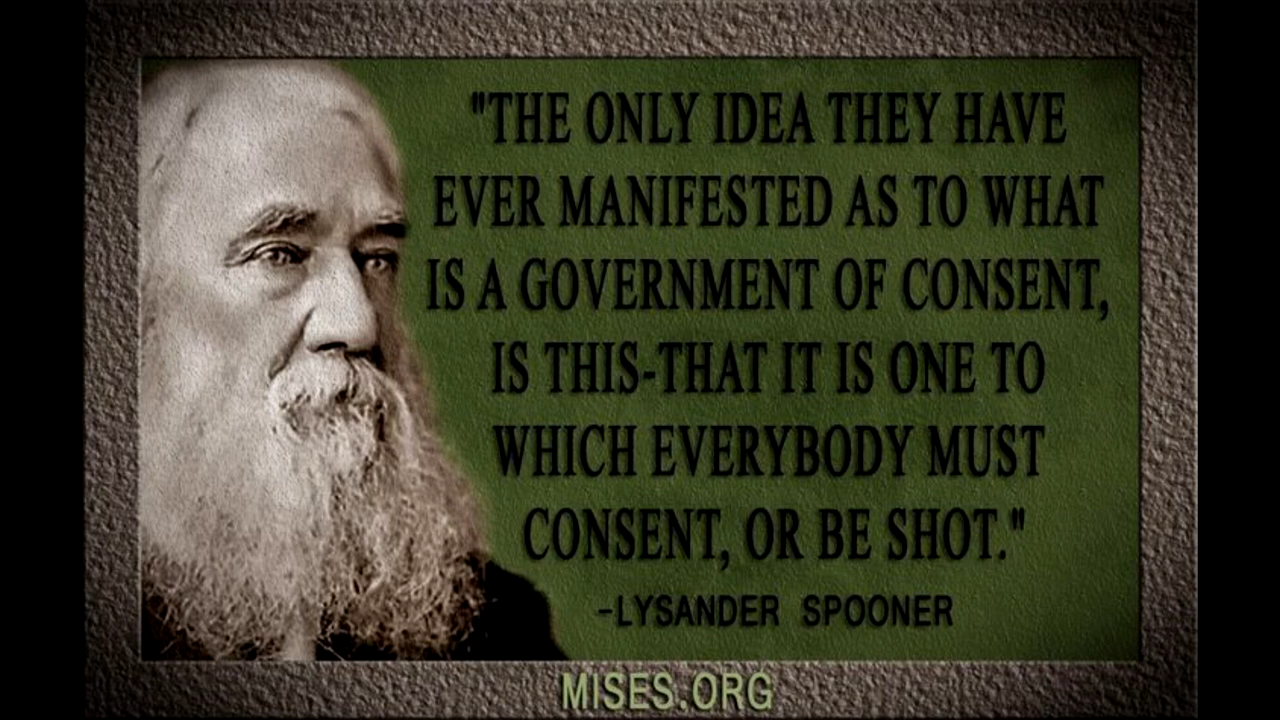 "THE ONLY IDEA THEY HAVE
EVER MANIFESTED AS TO WHAT
IS A GOVERNMENT OF CONSENT,
IS THIS-THAT IT IS ONE TO
WHICH EVERYBODY MUST
CONSENT, OR BE SHOT."
-LYSANDER SPOONER
MISES.ORG